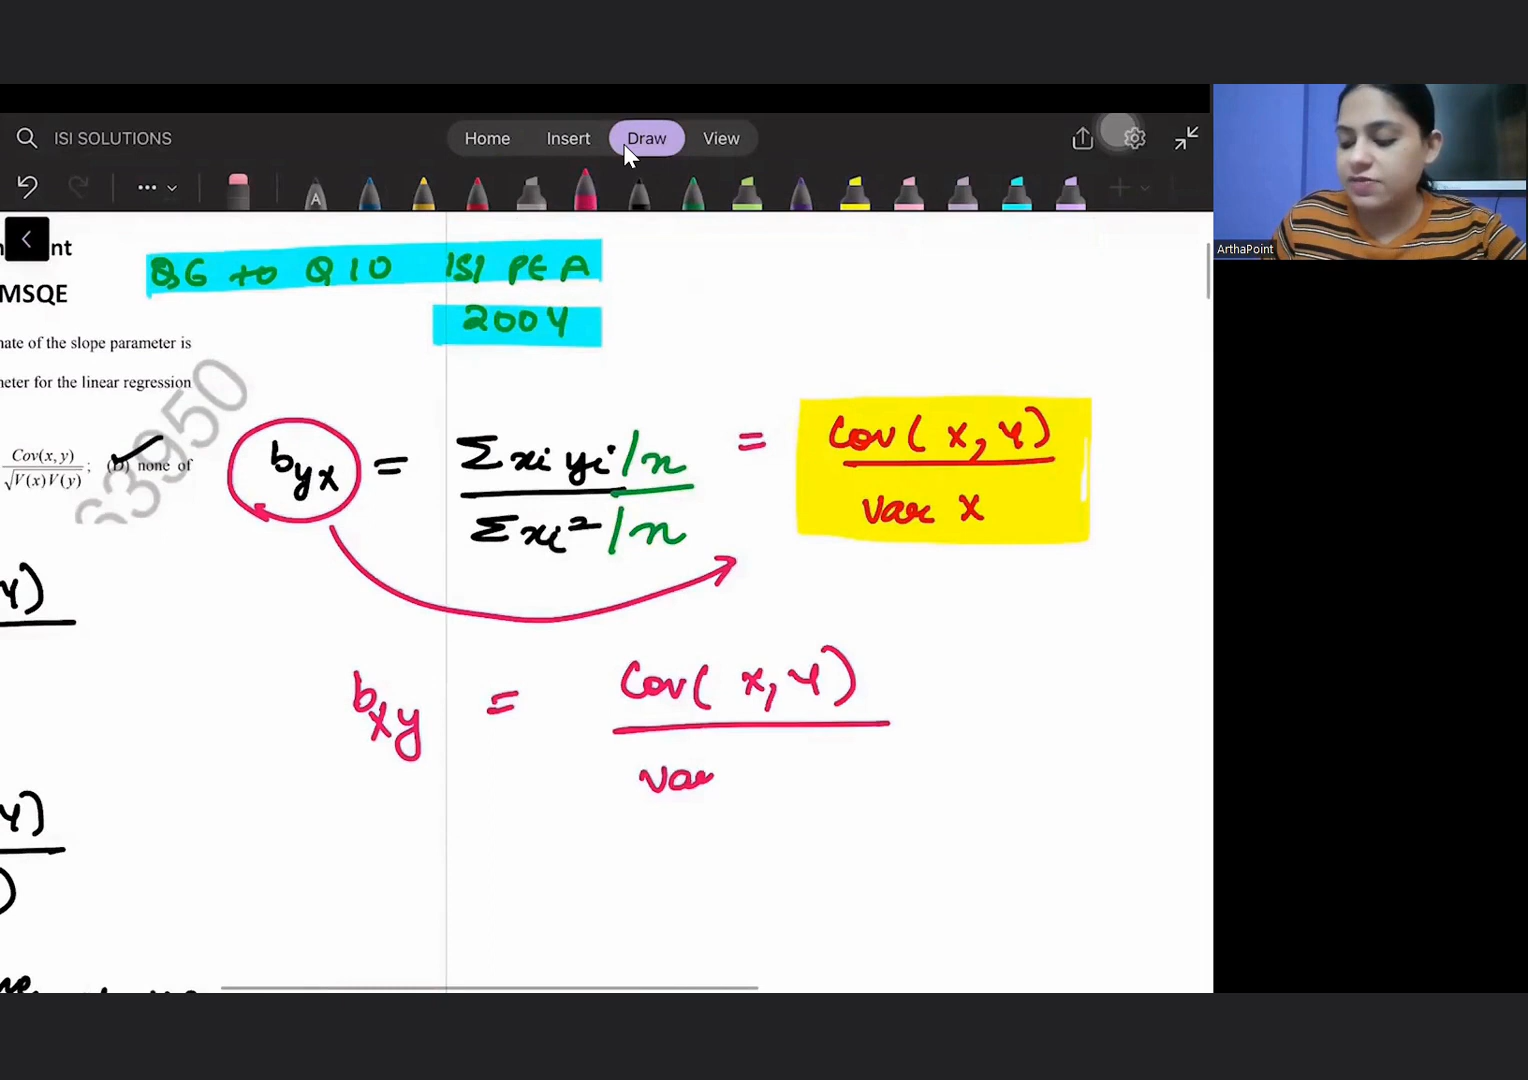 ISI SOLUTIONS
Home Insert Draw View
A
ArthaPoint
nt
MSQE
Q6 to Q10 ISI PEA
2004
nate of the slope parameter is
neter for the linear regression
Cov(x, y)
√V(x)V(y) ; (D) none of
63950
byx = Σxi yi /n = Cov( x, y)
Σxi² /n var x
y)
bxy = Cov( x, y)
var
y)
)